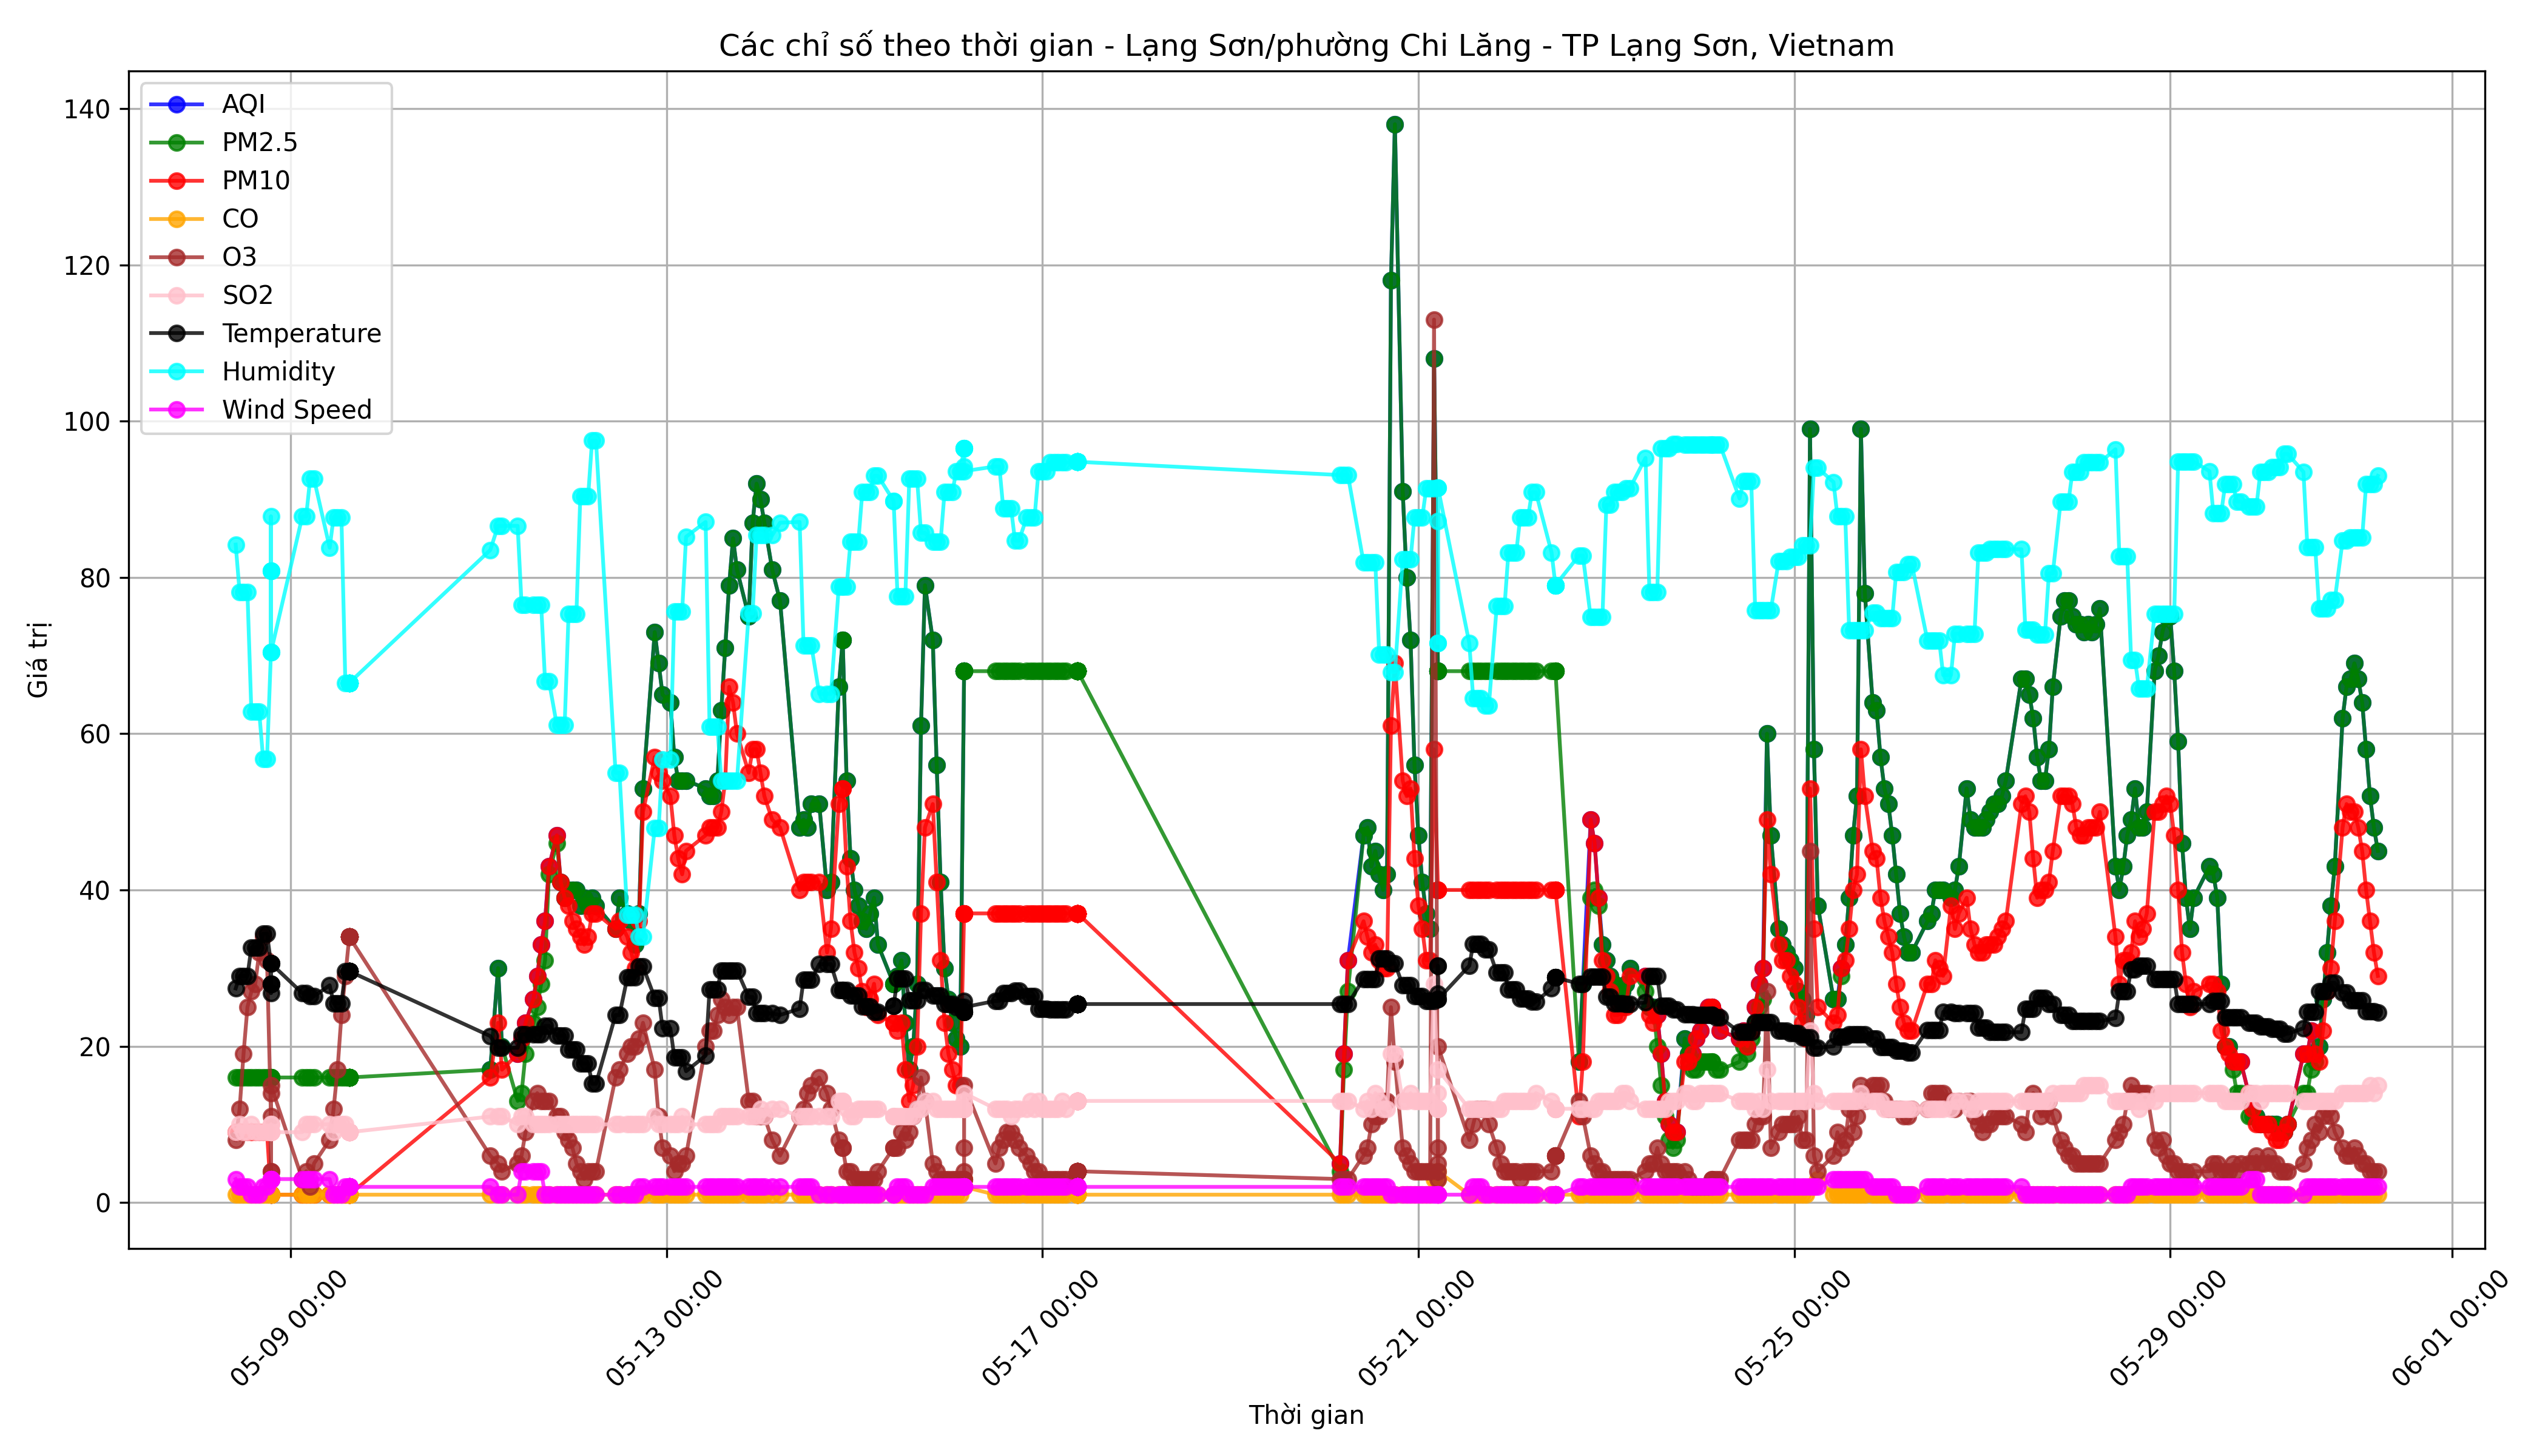 Các chỉ số theo thời gian - Lạng Sơn/phường Chi Lăng - TP Lạng Sơn, Vietnam
AQI
PM2.5
PM10
CO
O3
SO2
Temperature
Humidity
Wind Speed
Giá trị
140
120
100
80
60
40
20
0
05-09 00:00
05-13 00:00
05-17 00:00
05-21 00:00
05-25 00:00
05-29 00:00
06-01 00:00
Thời gian